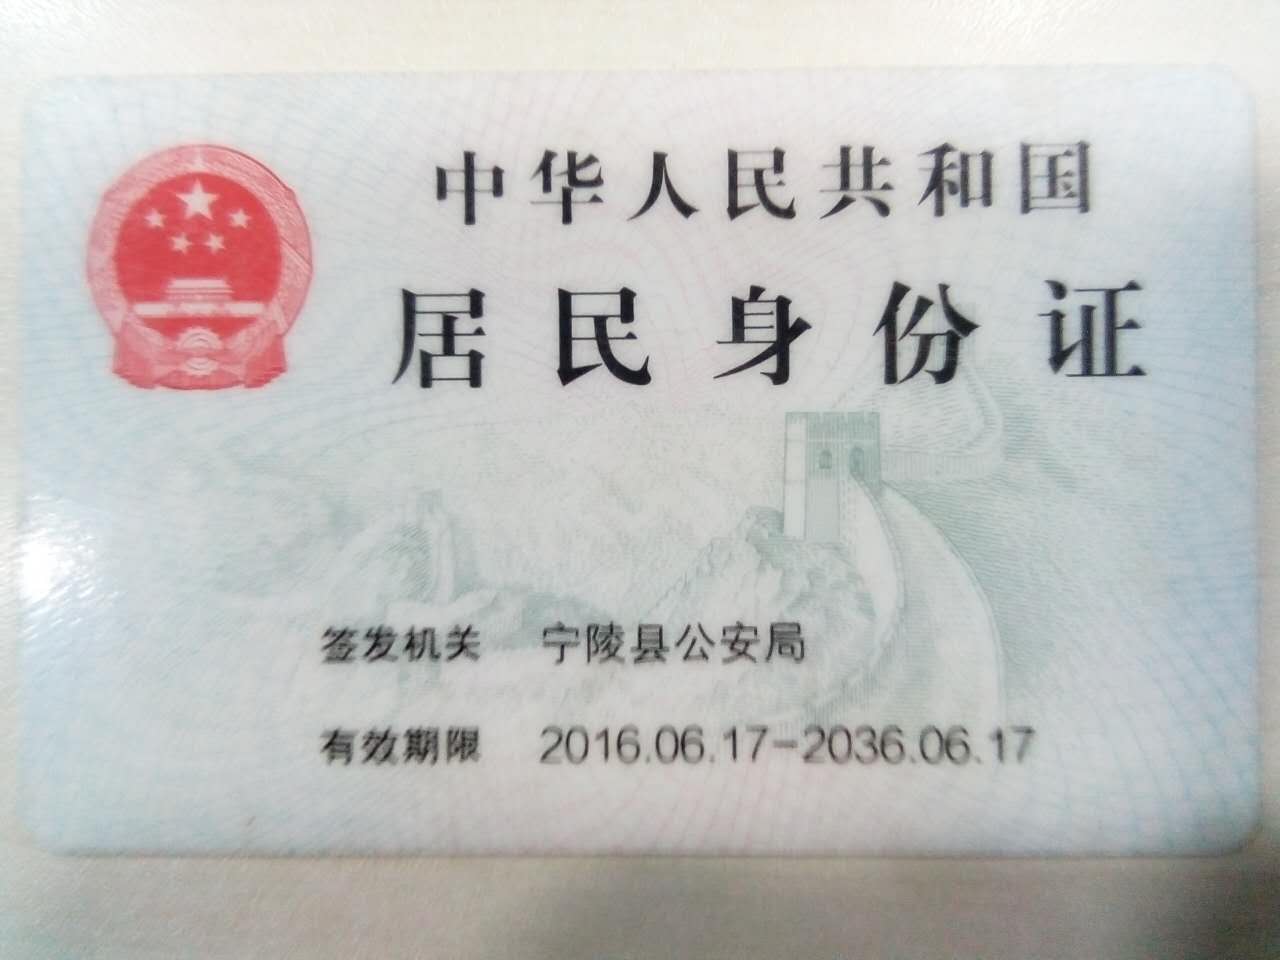 中华人民共和国
居民身份证
签发机关 宁陵县公安局
有效期限 2016.06.17-2036.06.17